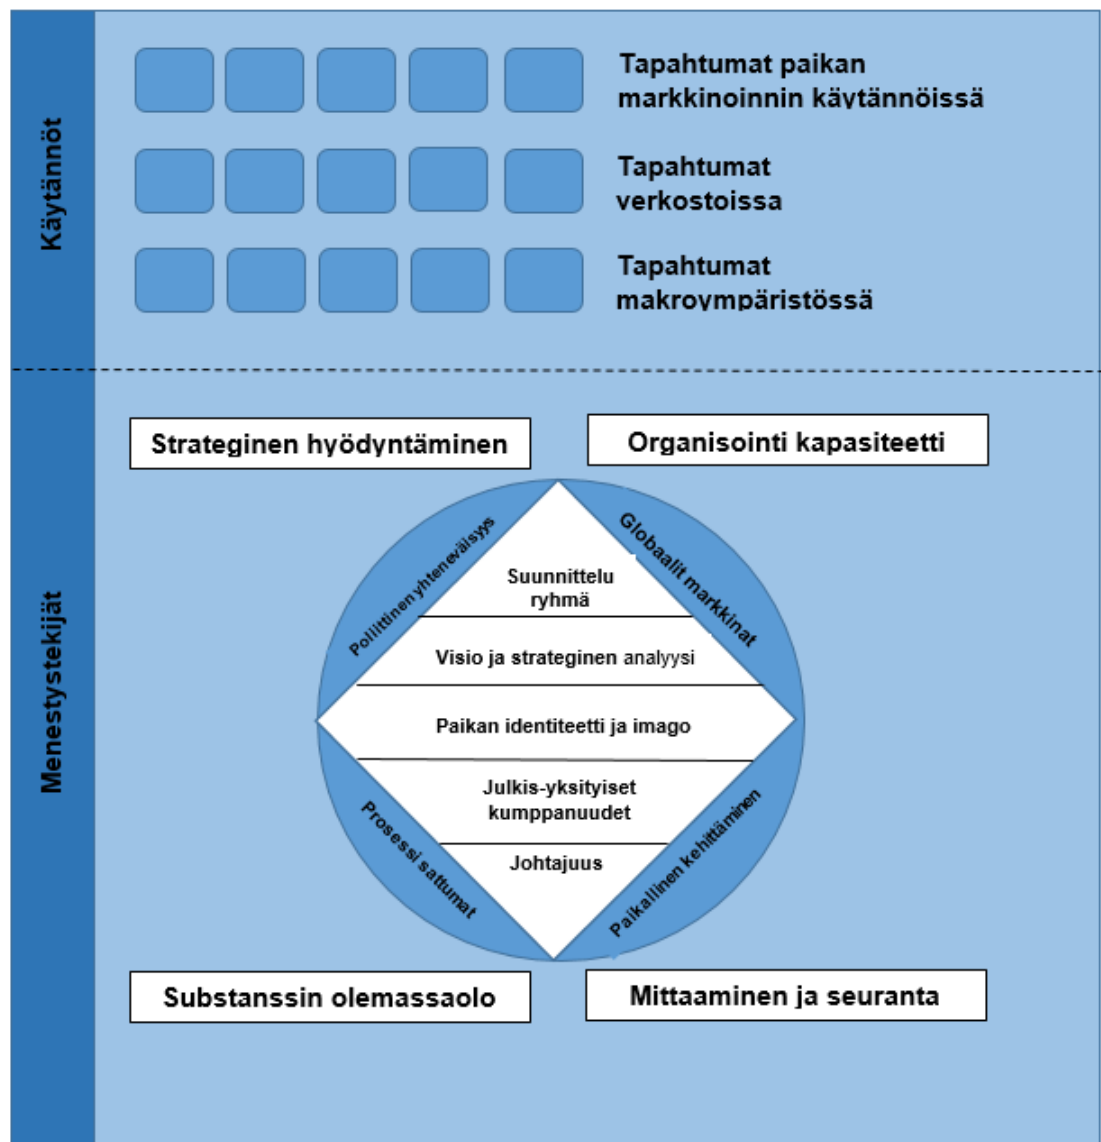 Käytännöt
Tapahtumat paikan
markkinoinnin käytännöissä
Tapahtumat
verkostoissa
Tapahtumat
makroympäristössä
Menestystekijät
Strateginen hyödyntäminen
Organisointi kapasiteetti
Poliittinen yhteneväisyys
Globaalit markkinat
Suunnittelu
ryhmä
Visio ja strateginen analyysi
Paikan identiteetti ja imago
Julkis-yksityiset
kumppanuudet
Johtajuus
Prosessi sattumat
Paikallinen kehittäminen
Substanssin olemassaolo
Mittaaminen ja seuranta